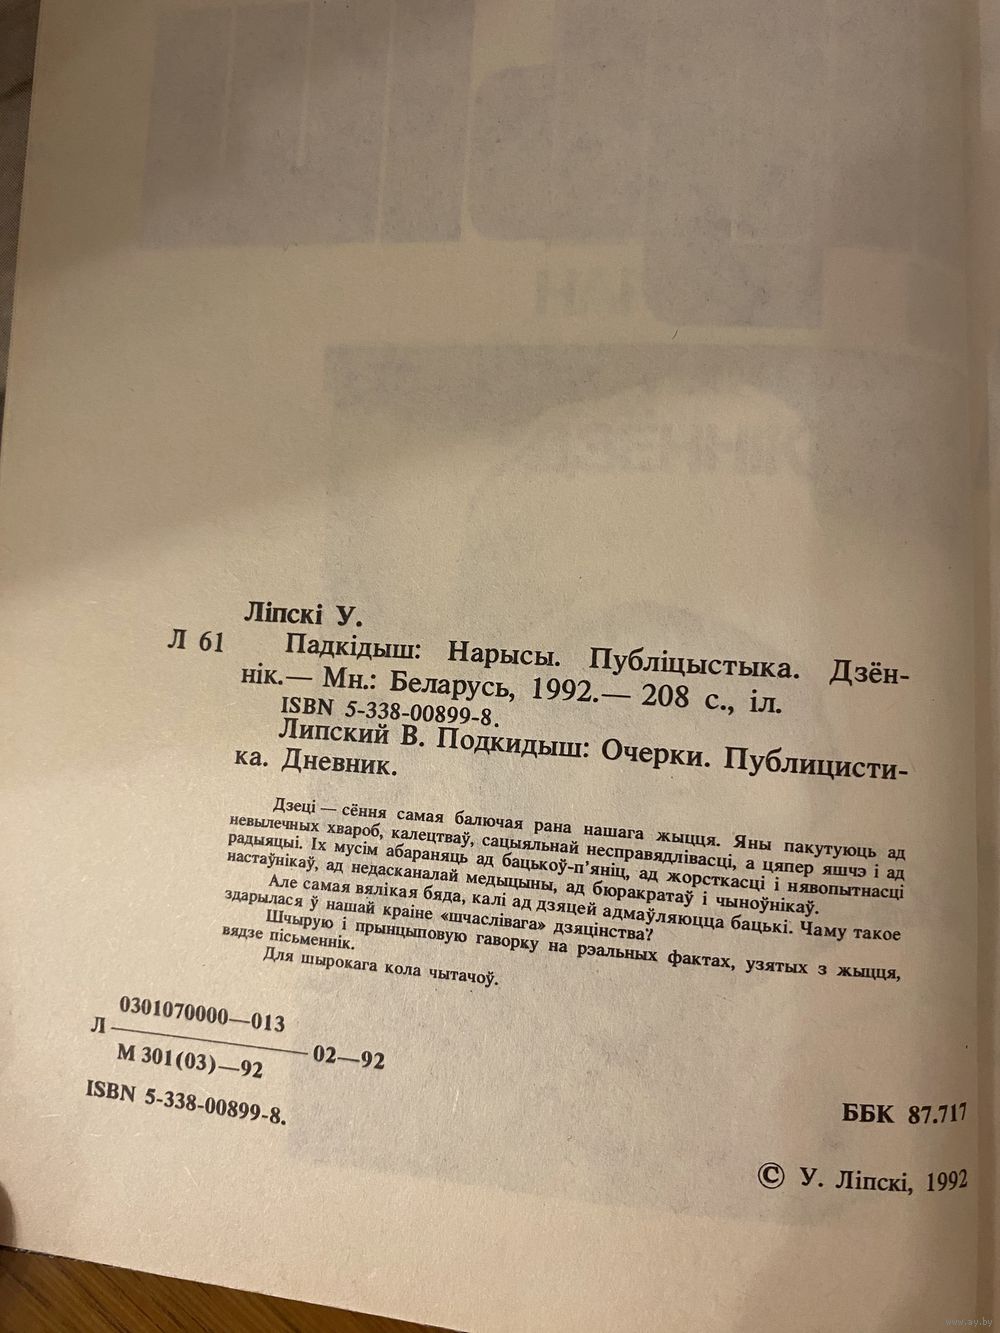 Ліпскі У.
Л 61 Падкідыш: Нарысы. Публіцыстыка. Дзён-
нік.— Мн.: Беларусь, 1992.— 208 с., іл.
ISBN 5-338-00899-8.
Липский В. Подкидыш: Очерки. Публицисти-
ка. Дневник.
Дзеці — сёння самая балючая рана нашага жыцця. Яны пакутуюць ад
невылечных хвароб, калецтваў, сацыяльнай несправядлівасці, а цяпер яшчэ і ад
радыяцыі. Іх мусім абараняць ад бацькоў-п'яніц, ад жорсткасці і нявопытнасці
настаўнікаў, ад недасканалай медыцыны, ад бюракратаў і чыноўнікаў.
Але самая вялікая бяда, калі ад дзяцей адмаўляюцца бацькі. Чаму такое
здарылася ў нашай краіне «шчаслівага» дзяцінства?
Шчырую і прынцыповую гаворку на рэальных фактах, узятых з жыцця,
вядзе пісьменнік.
Для шырокага кола чытачоў.
0301070000—013
Л 02—92
М 301(03)—92
ISBN 5-338-00899-8.
ББК 87.717
© У. Ліпскі, 1992
www.ay.by